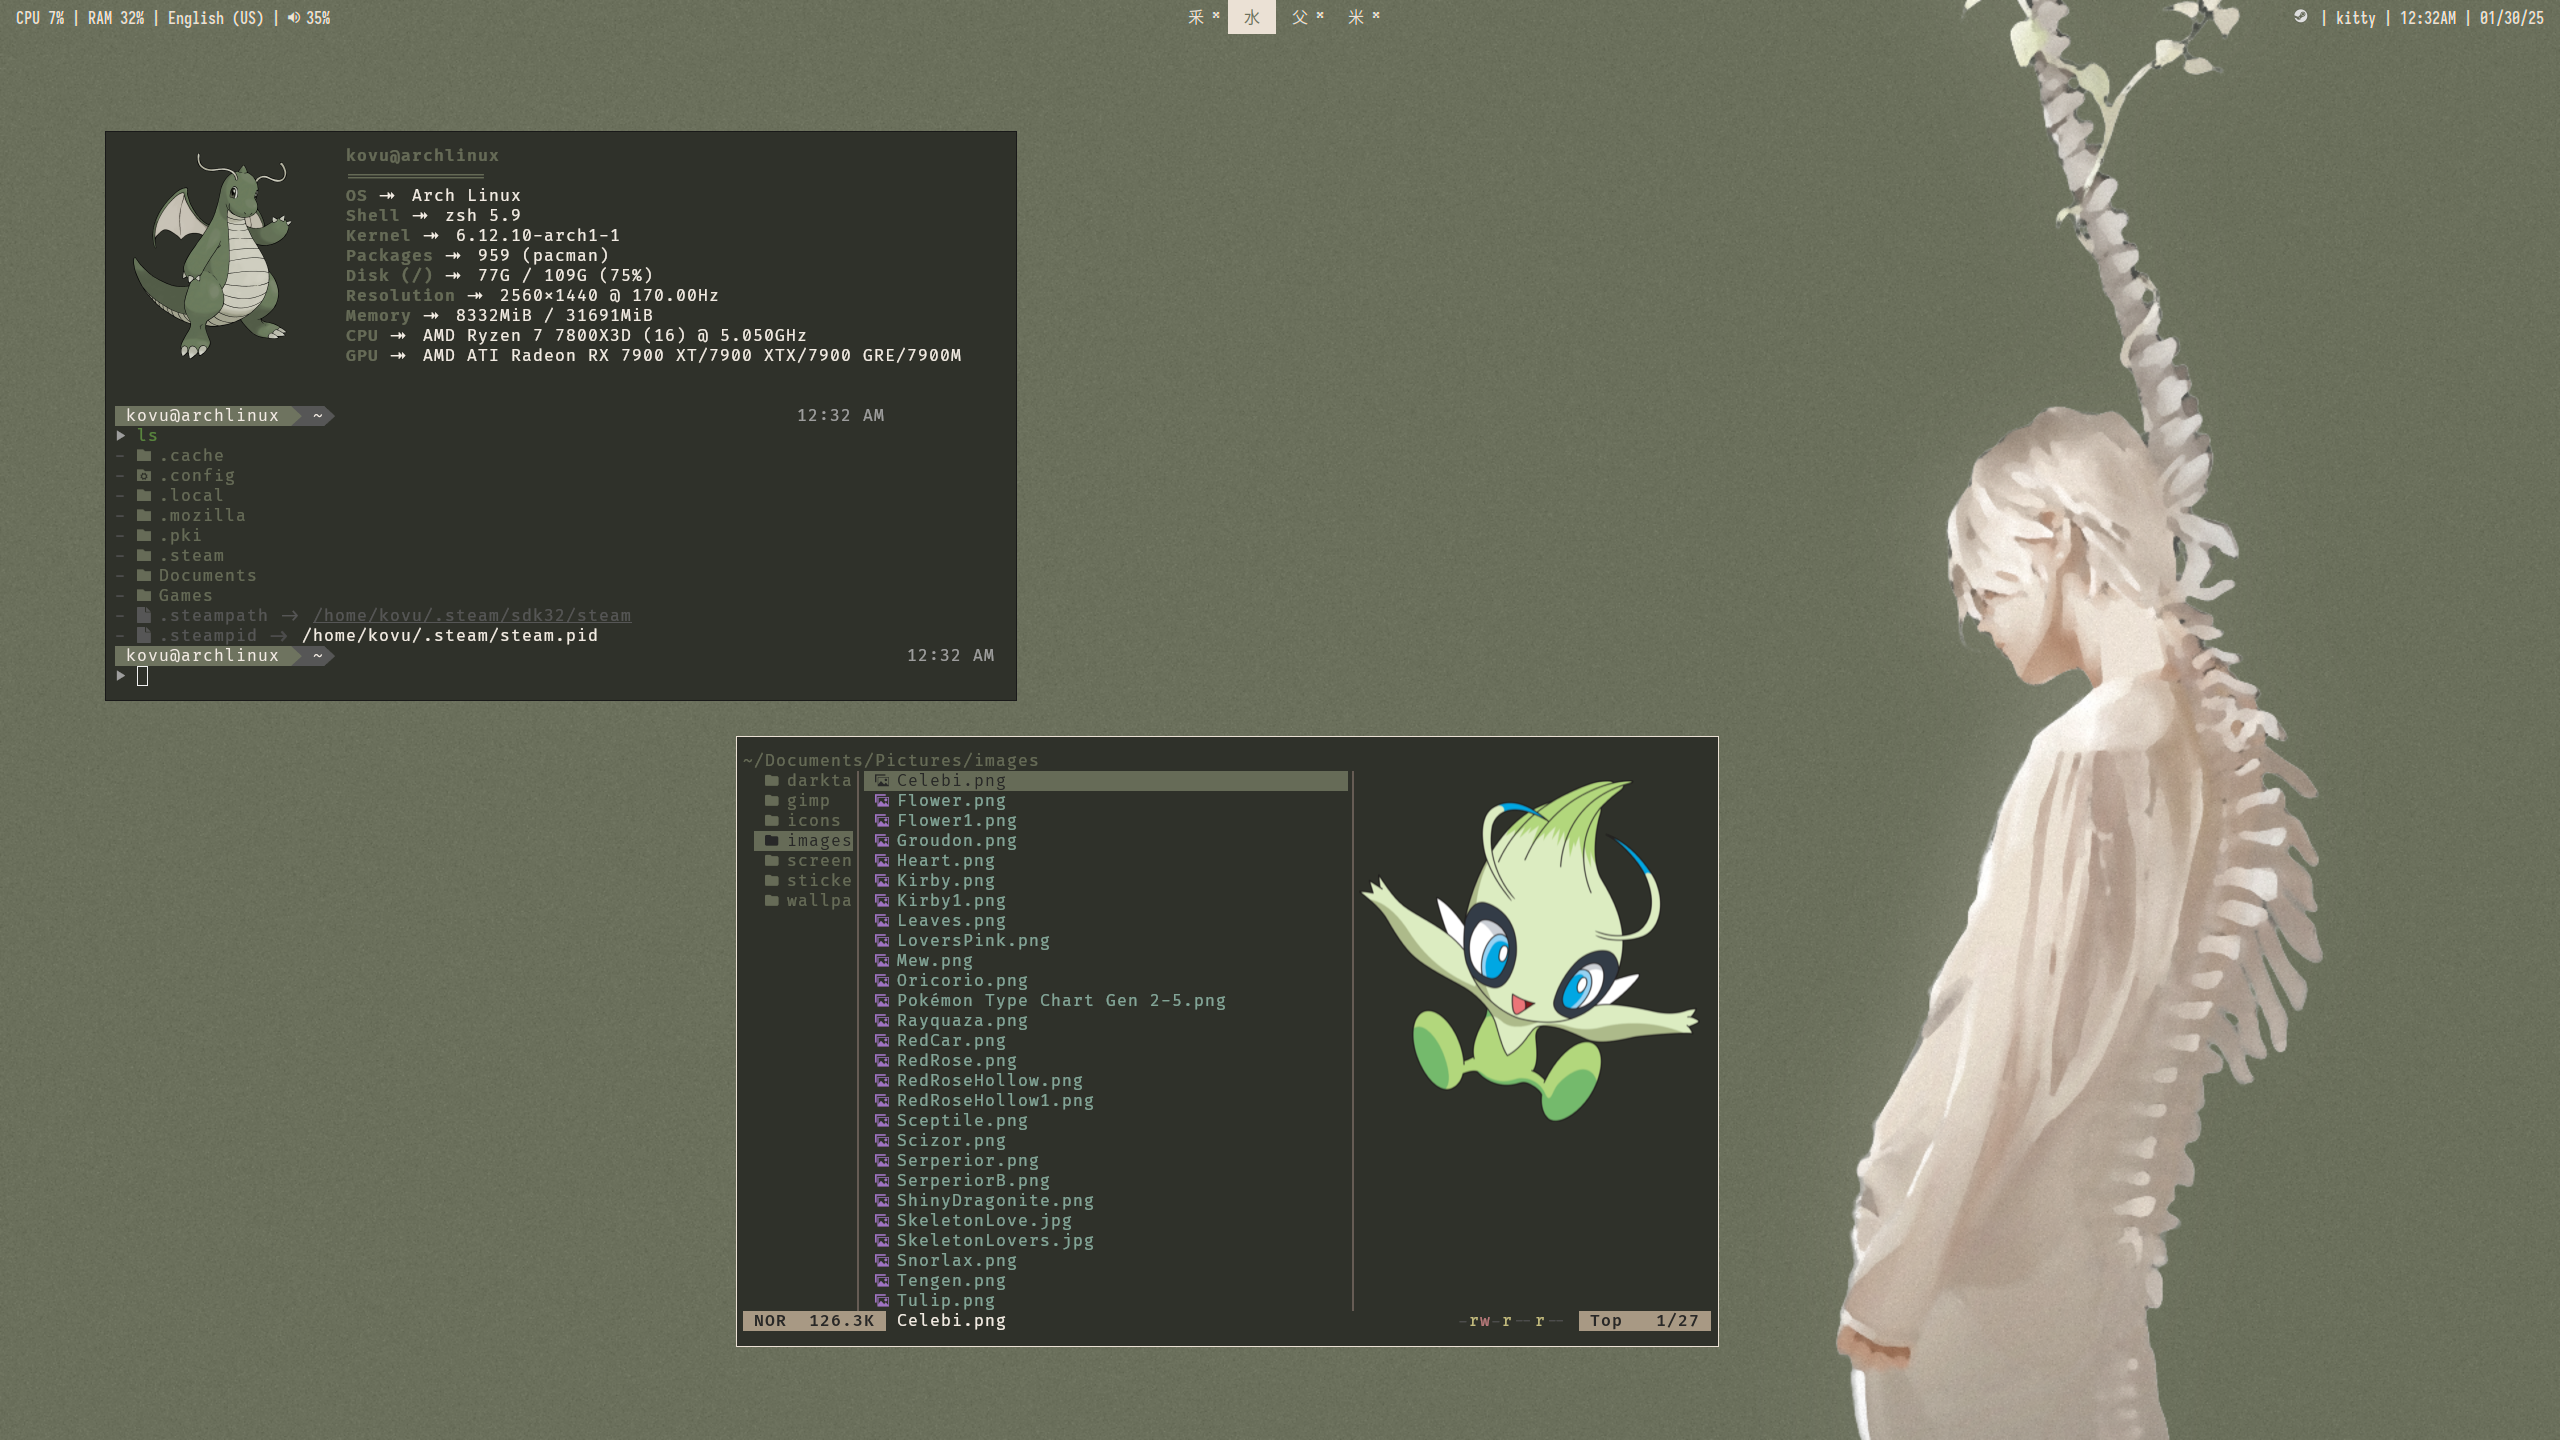 CPU 7% | RAM 32% | English (US) | 35%
采 水 父 米
| kitty | 12:32AM | 01/30/25
kovu@archlinux
OS ↠ Arch Linux
Shell ↠ zsh 5.9
Kernel ↠ 6.12.10-arch1-1
Packages ↠ 959 (pacman)
Disk (/) ↠ 77G / 109G (75%)
Resolution ↠ 2560×1440 @ 170.00Hz
Memory ↠ 8332MiB / 31691MiB
CPU ↠ AMD Ryzen 7 7800X3D (16) @ 5.050GHz
GPU ↠ AMD ATI Radeon RX 7900 XT/7900 XTX/7900 GRE/7900M
kovu@archlinux ~ 12:32 AM
ls
- .cache
- .config
- .local
- .mozilla
- .pki
- .steam
- Documents
- Games
- .steampath → /home/kovu/.steam/sdk32/steam
- .steampid → /home/kovu/.steam/steam.pid
kovu@archlinux ~ 12:32 AM
~/Documents/Pictures/images
darkta
gimp
icons
images
screen
sticke
wallpa
Celebi.png
Flower.png
Flower1.png
Groudon.png
Heart.png
Kirby.png
Kirby1.png
Leaves.png
LoversPink.png
Mew.png
Oricorio.png
Pokémon Type Chart Gen 2-5.png
Rayquaza.png
RedCar.png
RedRose.png
RedRoseHollow.png
RedRoseHollow1.png
Sceptile.png
Scizor.png
Serperior.png
SerperiorB.png
ShinyDragonite.png
SkeletonLove.jpg
SkeletonLovers.jpg
Snorlax.png
Tengen.png
Tulip.png
NOR 126.3K Celebi.png -rw-r--r-- Top 1/27